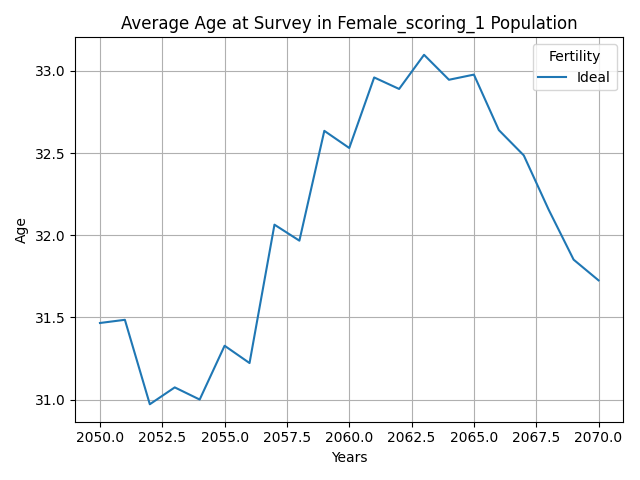 Average Age at Survey in Female_scoring_1 Population
Fertility
Ideal
33.0
32.5
32.0
31.5
31.0
Age
2050.0 2052.5 2055.0 2057.5 2060.0 2062.5 2065.0 2067.5 2070.0
Years